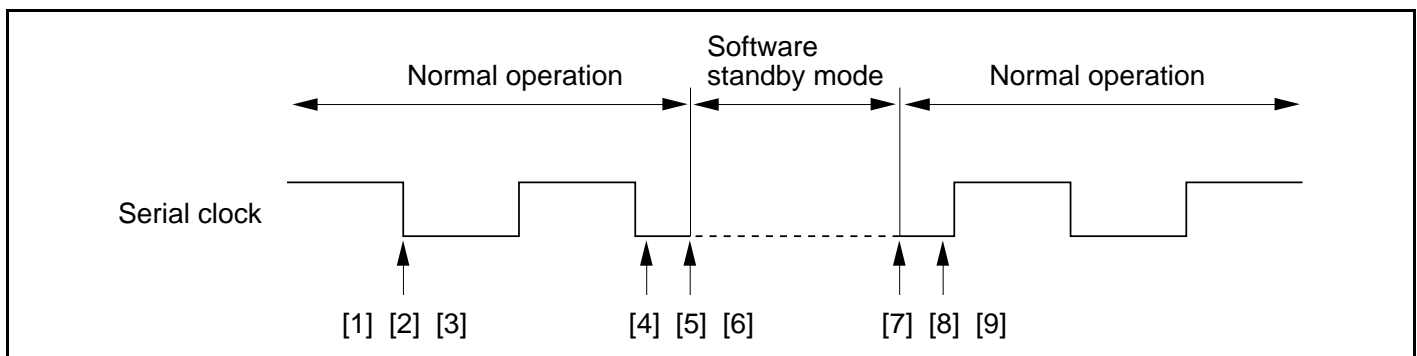 Software
standby mode
Normal operation
Normal operation
Serial clock
[1] [2] [3]
[4] [5] [6]
[7] [8] [9]